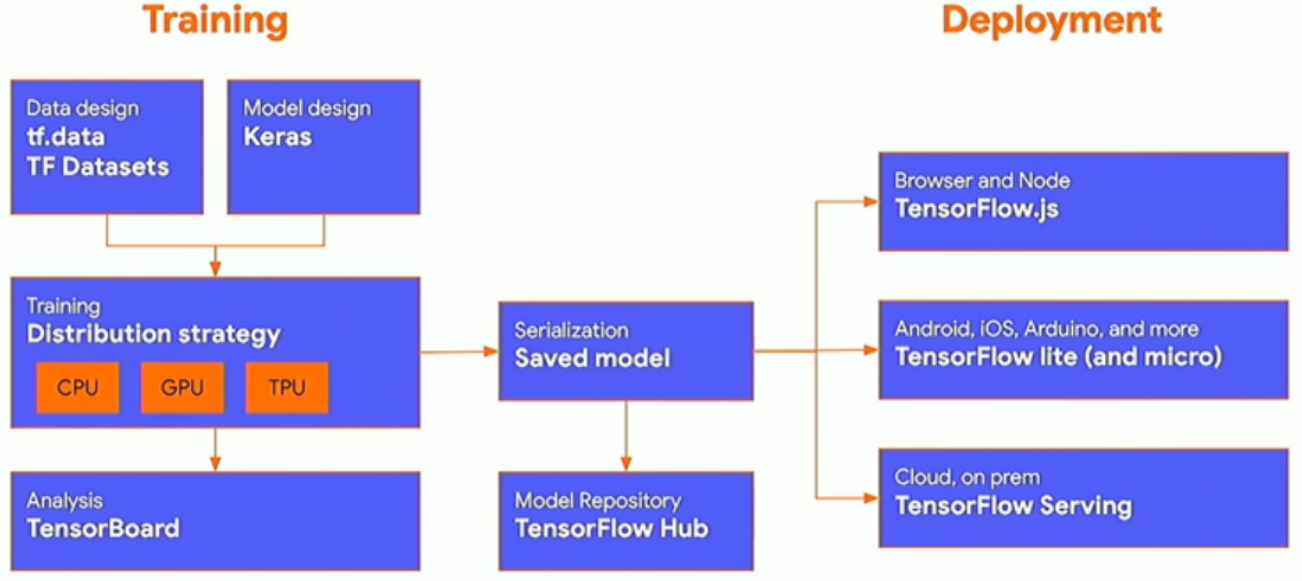 Training
Deployment
Data design
tf.data
TF Datasets
Model design
Keras
Training
Distribution strategy
CPU
GPU
TPU
Analysis
TensorBoard
Serialization
Saved model
Model Repository
TensorFlow Hub
Browser and Node
TensorFlow.js
Android, iOS, Arduino, and more
TensorFlow lite (and micro)
Cloud, on prem
TensorFlow Serving